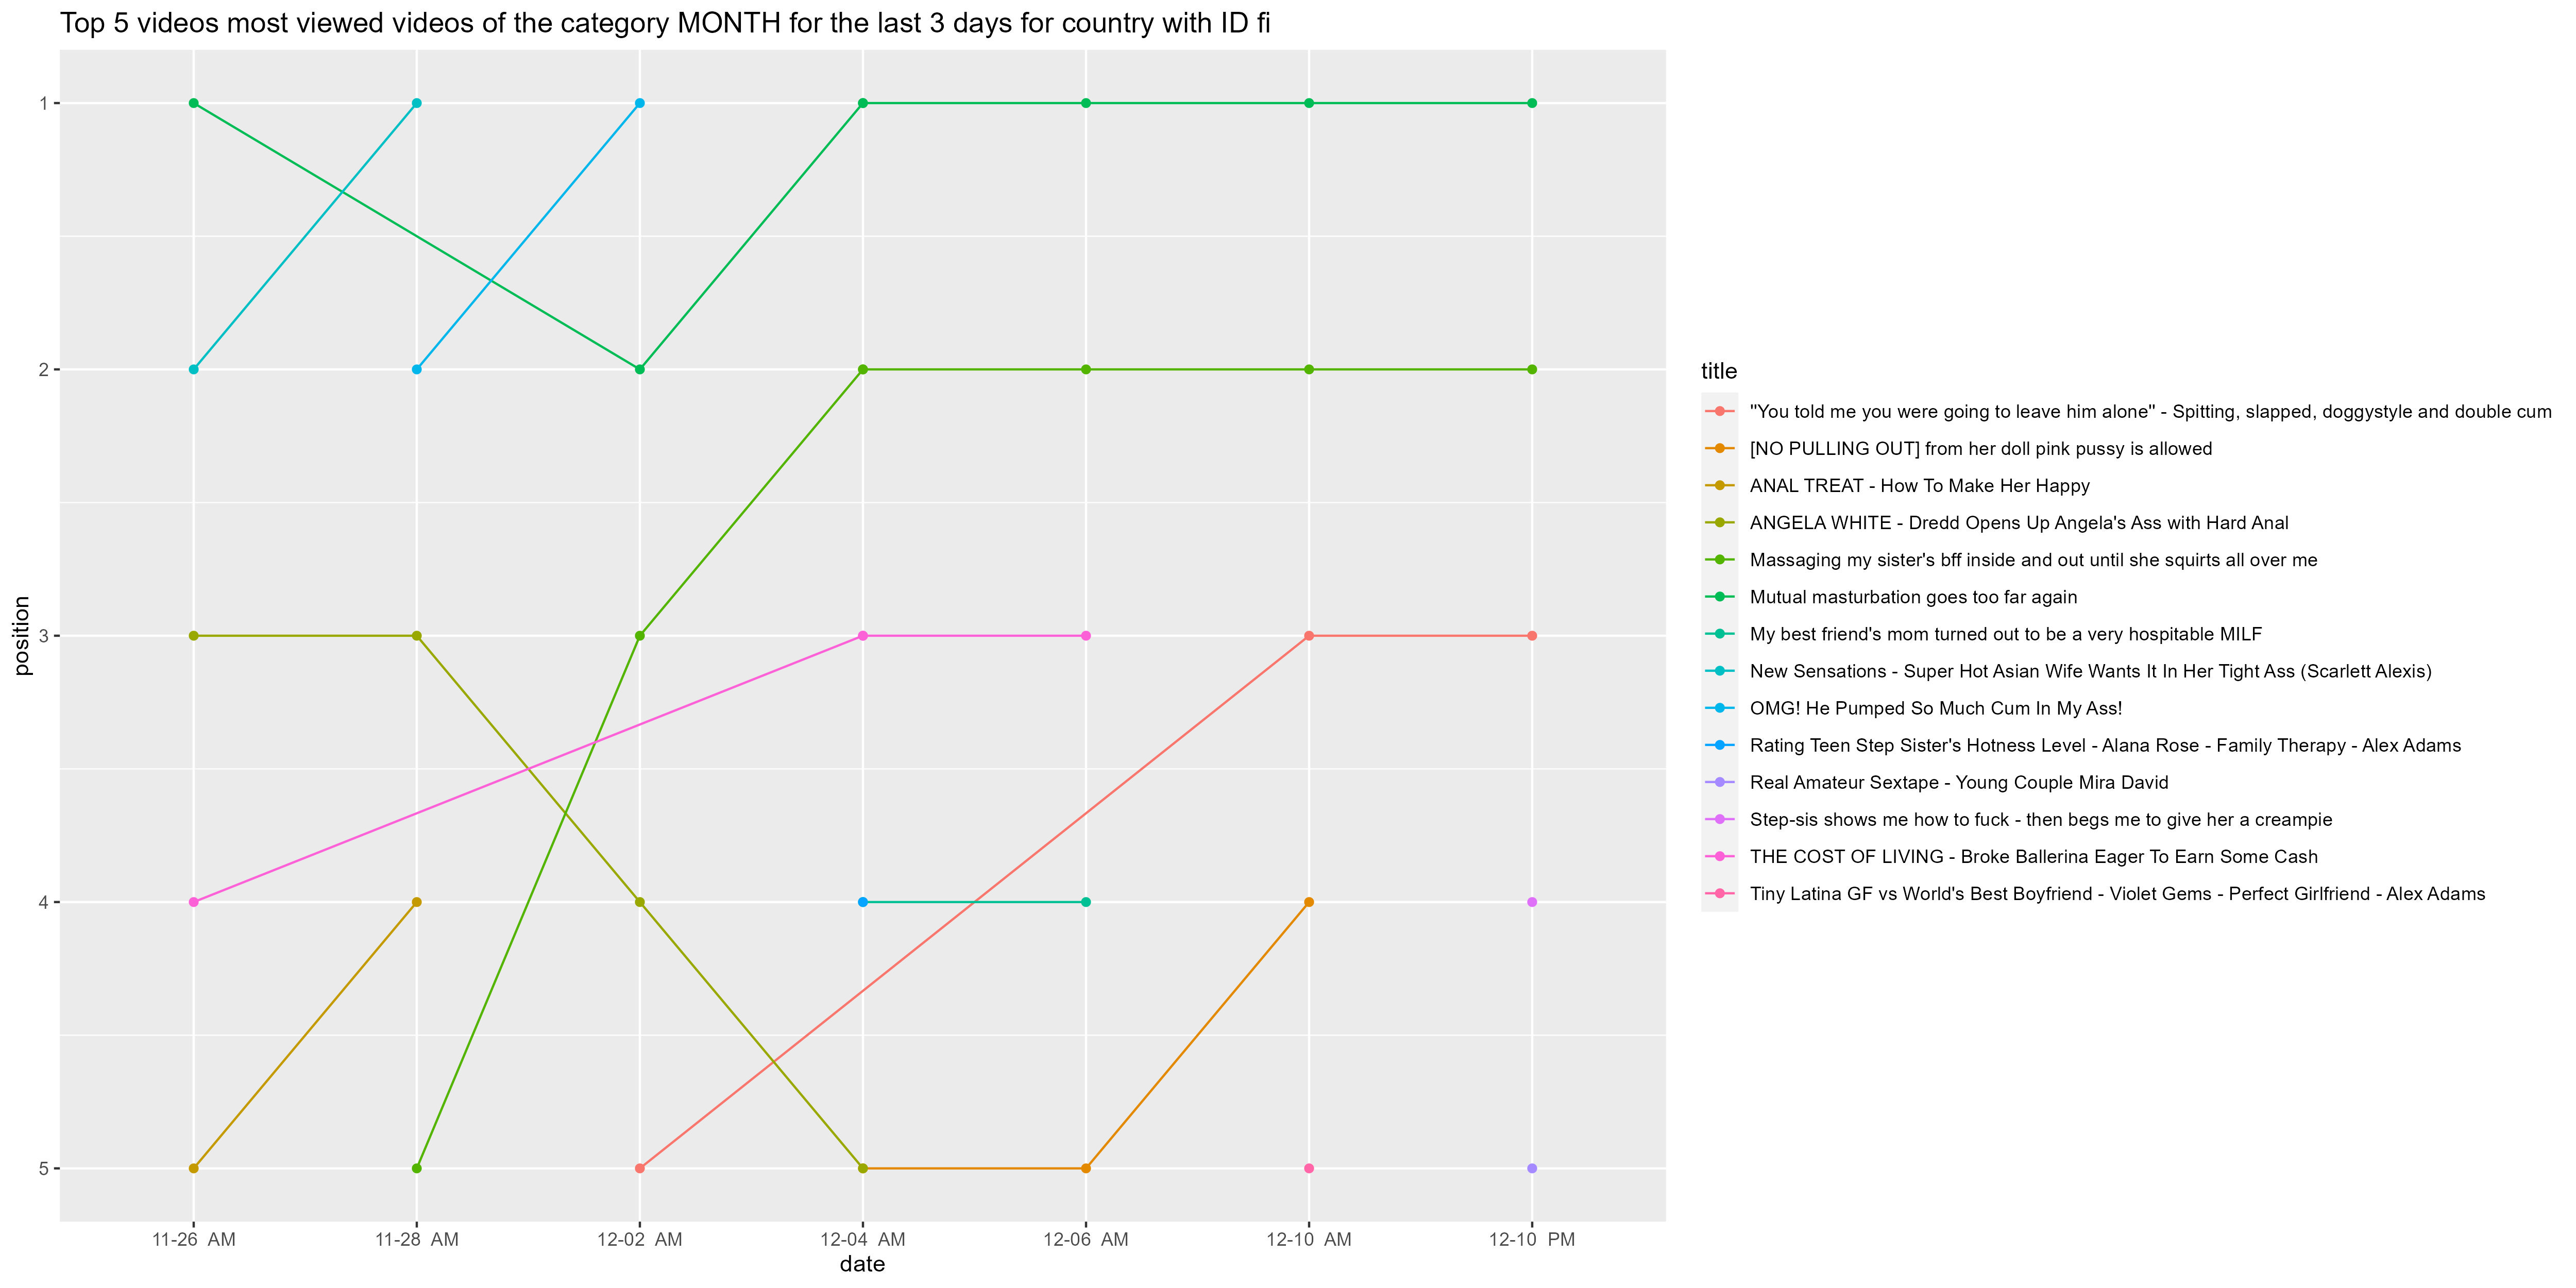 Top 5 videos most viewed videos of the category MONTH for the last 3 days for country with ID fi
position
1
2
3
4
5
11-26 AM
11-28 AM
12-02 AM
12-04 AM
12-06 AM
12-10 AM
12-10 PM
date
title
"You told me you were going to leave him alone" - Spitting, slapped, doggystyle and double cum
[NO PULLING OUT] from her doll pink pussy is allowed
ANAL TREAT - How To Make Her Happy
ANGELA WHITE - Dredd Opens Up Angela's Ass with Hard Anal
Massaging my sister's bff inside and out until she squirts all over me
Mutual masturbation goes too far again
My best friend's mom turned out to be a very hospitable MILF
New Sensations - Super Hot Asian Wife Wants It In Her Tight Ass (Scarlett Alexis)
OMG! He Pumped So Much Cum In My Ass!
Rating Teen Step Sister's Hotness Level - Alana Rose - Family Therapy - Alex Adams
Real Amateur Sextape - Young Couple Mira David
Step-sis shows me how to fuck - then begs me to give her a creampie
THE COST OF LIVING - Broke Ballerina Eager To Earn Some Cash
Tiny Latina GF vs World's Best Boyfriend - Violet Gems - Perfect Girlfriend - Alex Adams